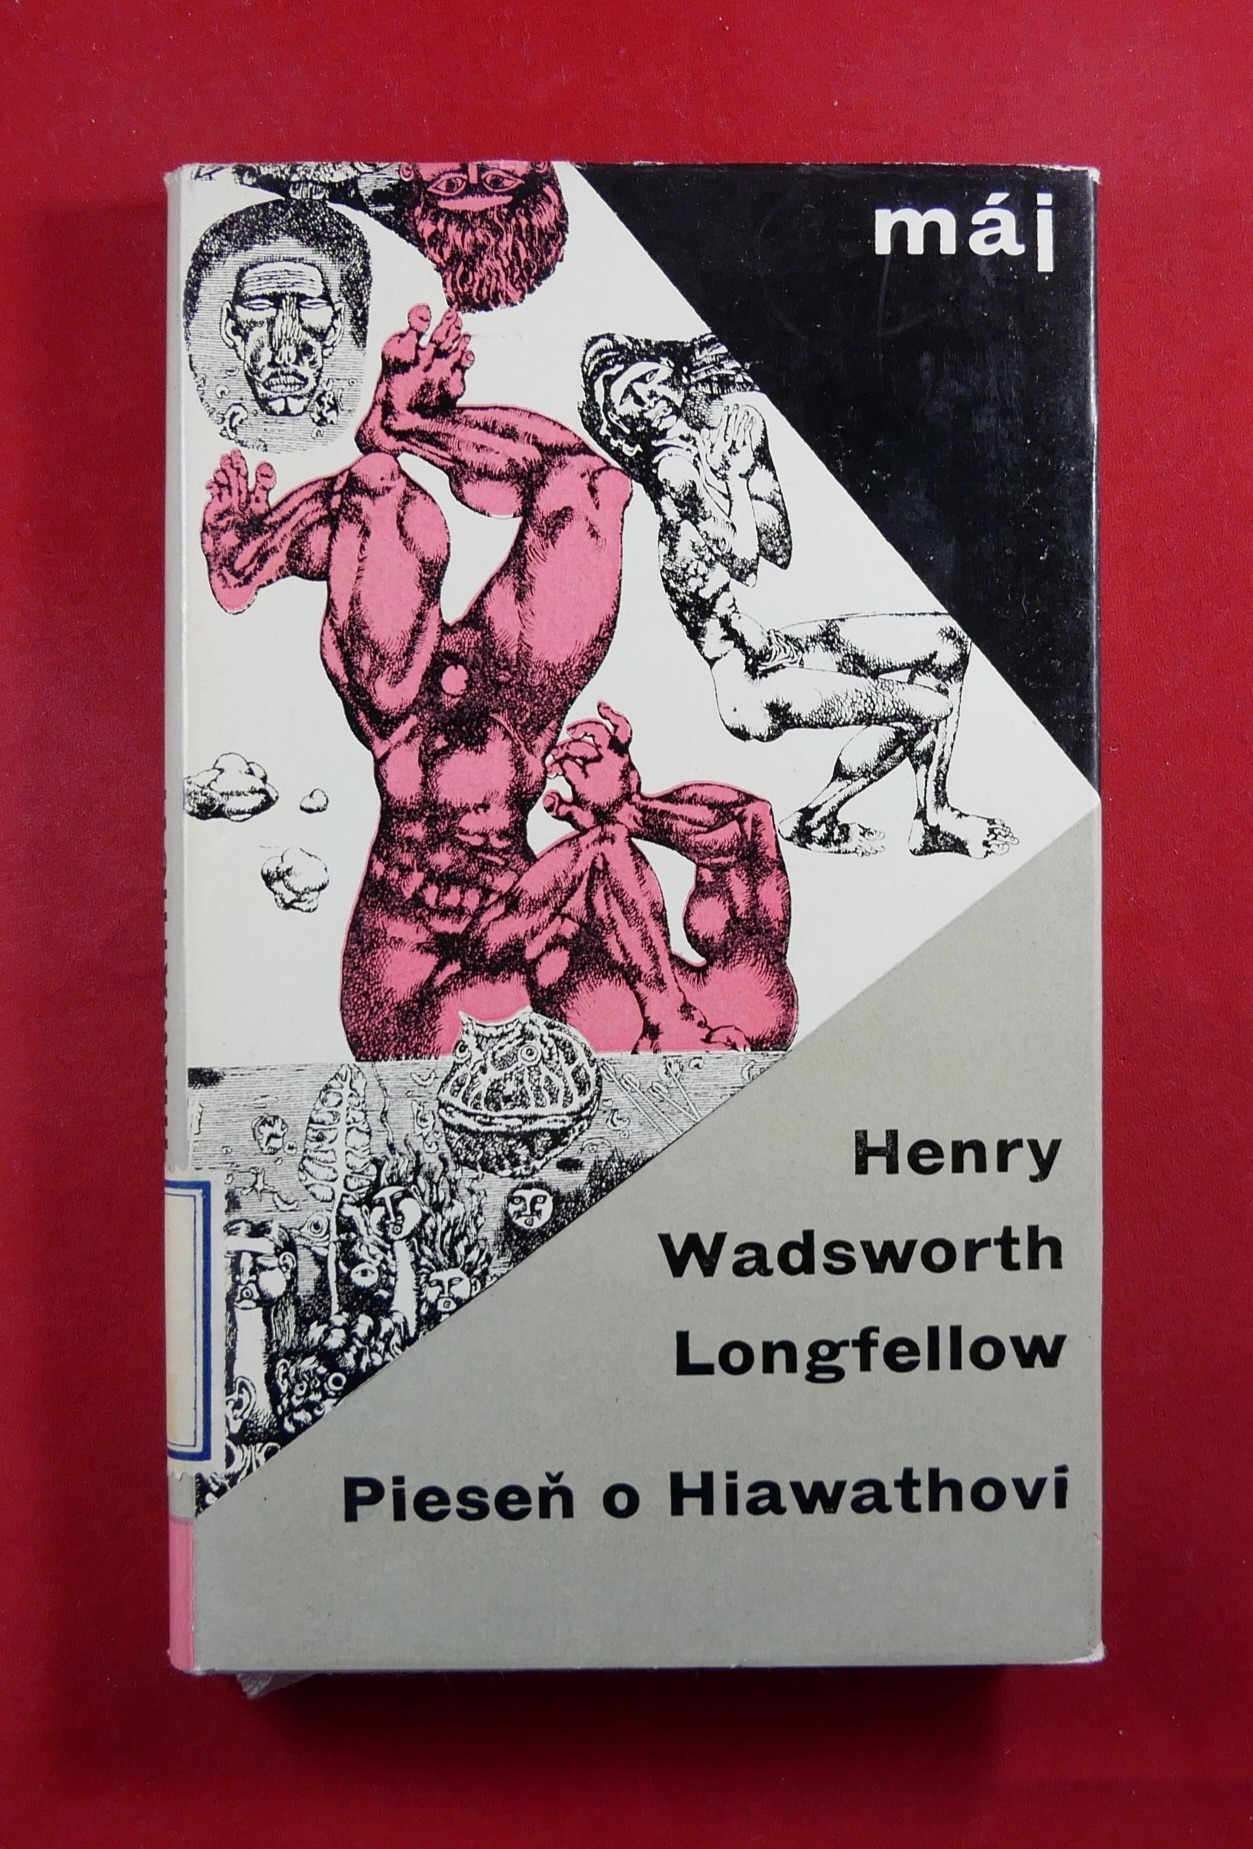 máj
Henry
Wadsworth
Longfellow
Pieseň o Hiawathovi